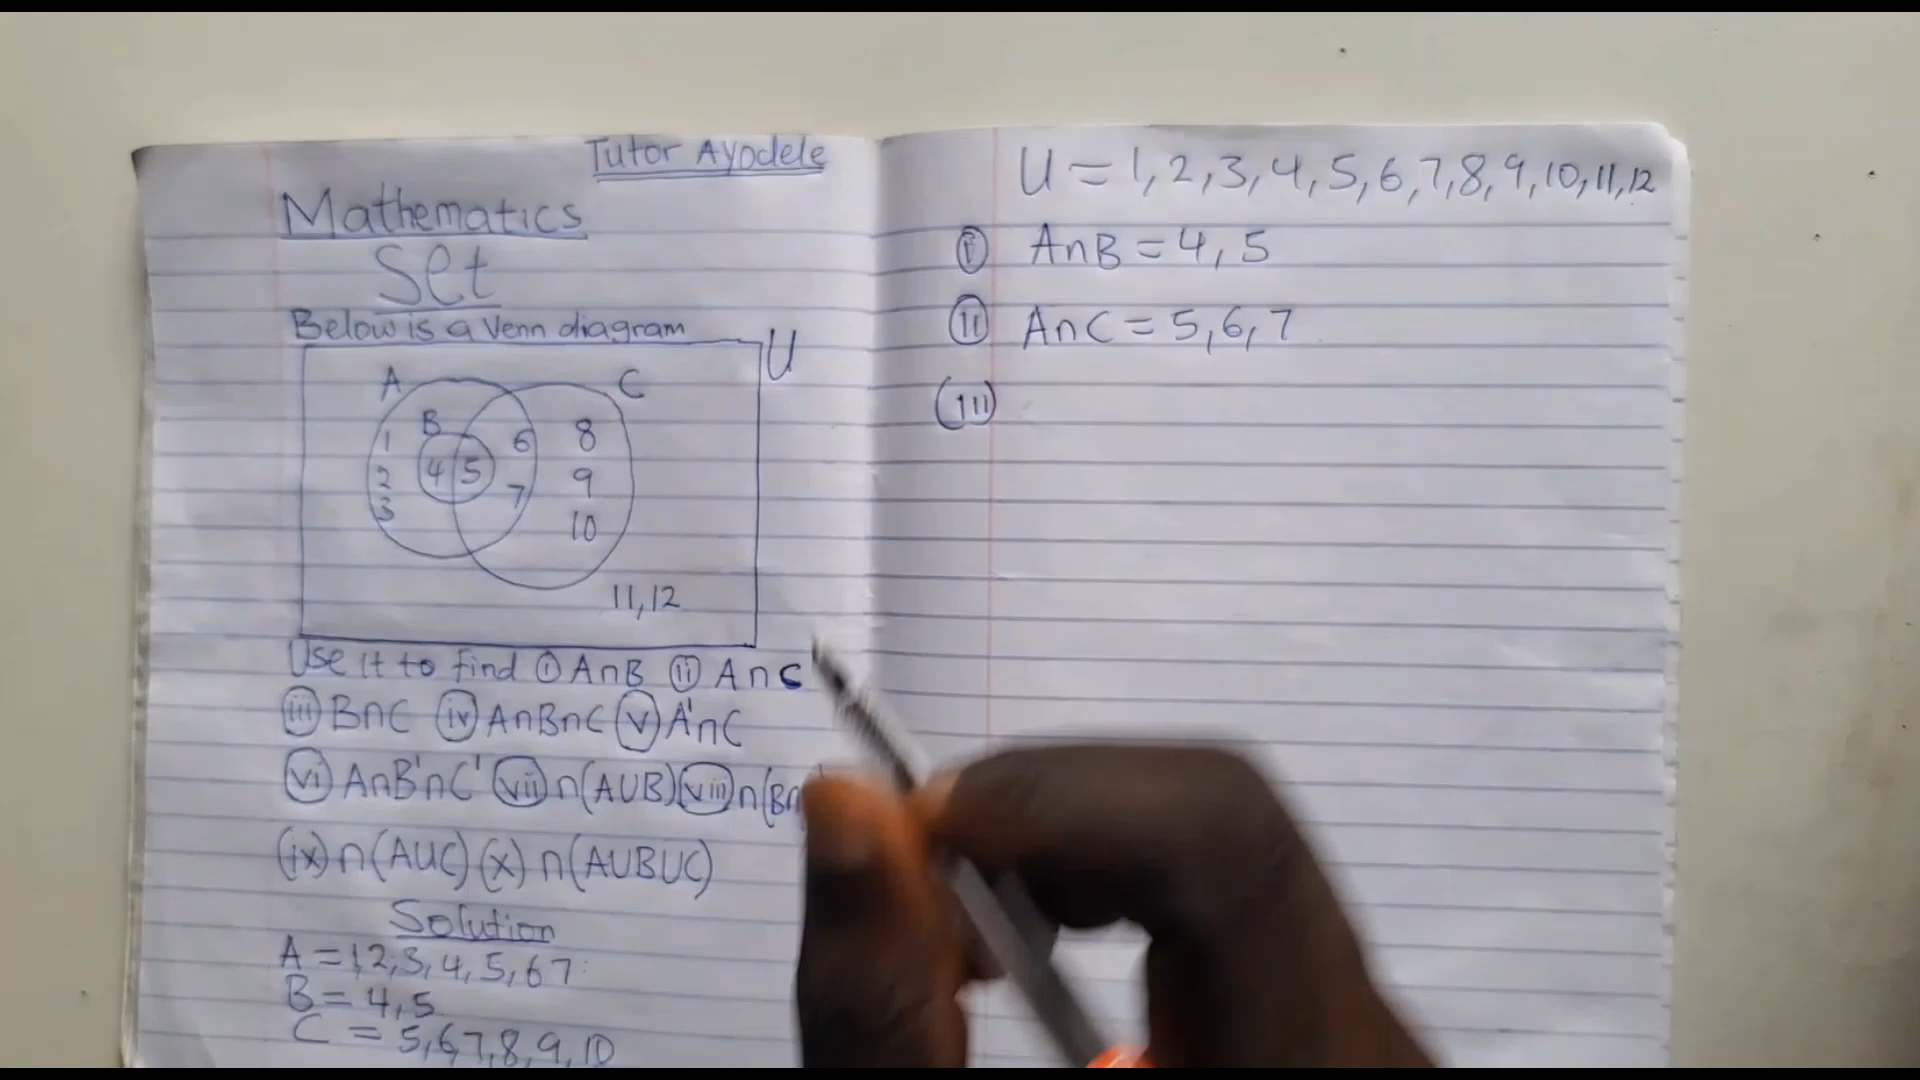 Tutor Ayodele
Mathematics
Set
Below is a Venn diagram
U
A
C
B
1
6
8
2
4
5
9
3
7
10
11,12
Use it to find (i) A∩B (ii) A∩C
(iii) B∩C (iv) A∩B∩C (v) A'∩C
(vi) A∩B'∩C' (vii) n(AUB) (viii) n(B∩
(ix) n(AUC) (x) n(AUBUC)
Solution
A = 1,2,3,4,5,6 7
B = 4,5
C = 5,6,7,8,9,10
U = 1,2,3,4,5,6,7,8,9,10,11,12
(i) A∩B = 4, 5
(ii) A∩C = 5,6,7
(iii)